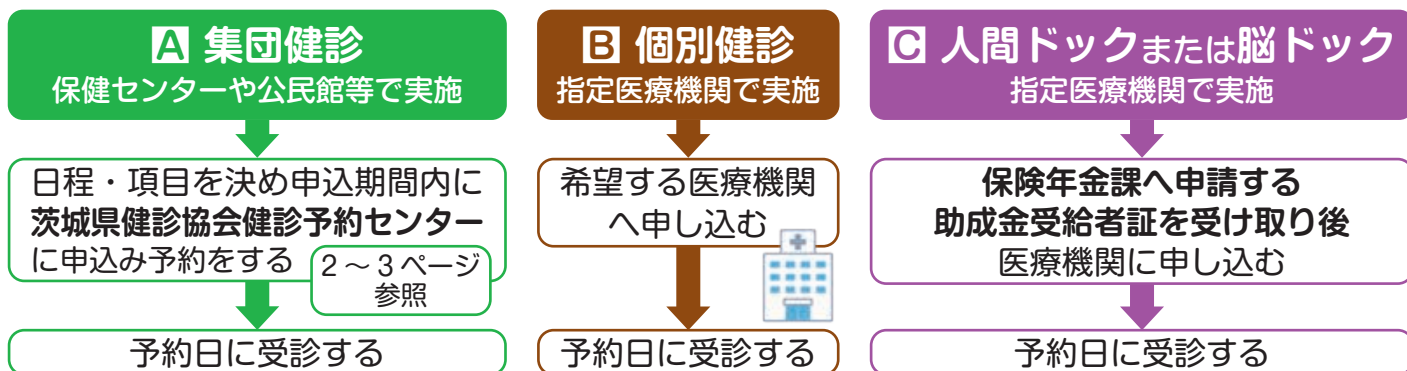 A 集団健診
保健センターや公民館等で実施
日程・項目を決め申込期間内に
茨城県健診協会健診予約センター
に申込み予約をする
2～3ページ
参照
予約日に受診する
B 個別健診
指定医療機関で実施
希望する医療機関
へ申し込む
予約日に受診する
C 人間ドックまたは脳ドック
指定医療機関で実施
保険年金課へ申請する
助成金受給者証を受け取り後
医療機関に申し込む
予約日に受診する